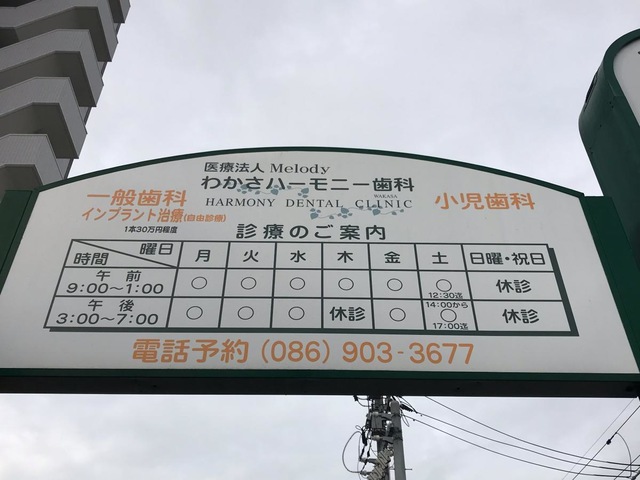 医療法人 Melody
わかさハーモニー歯科
WAKASA
HARMONY DENTAL CLINIC
一般歯科
インプラント治療(自由診療)
1本30万円程度
小児歯科
診療のご案内
時間 曜日 月 火 水 木 金 土 日曜・祝日
午前 9:00〜1:00 ○ ○ ○ ○ ○ ○ 12:30迄 休診
午後 3:00〜7:00 ○ ○ ○ 休診 ○ 14:00から ○ 17:00迄 休診
電話予約 (086) 903-3677